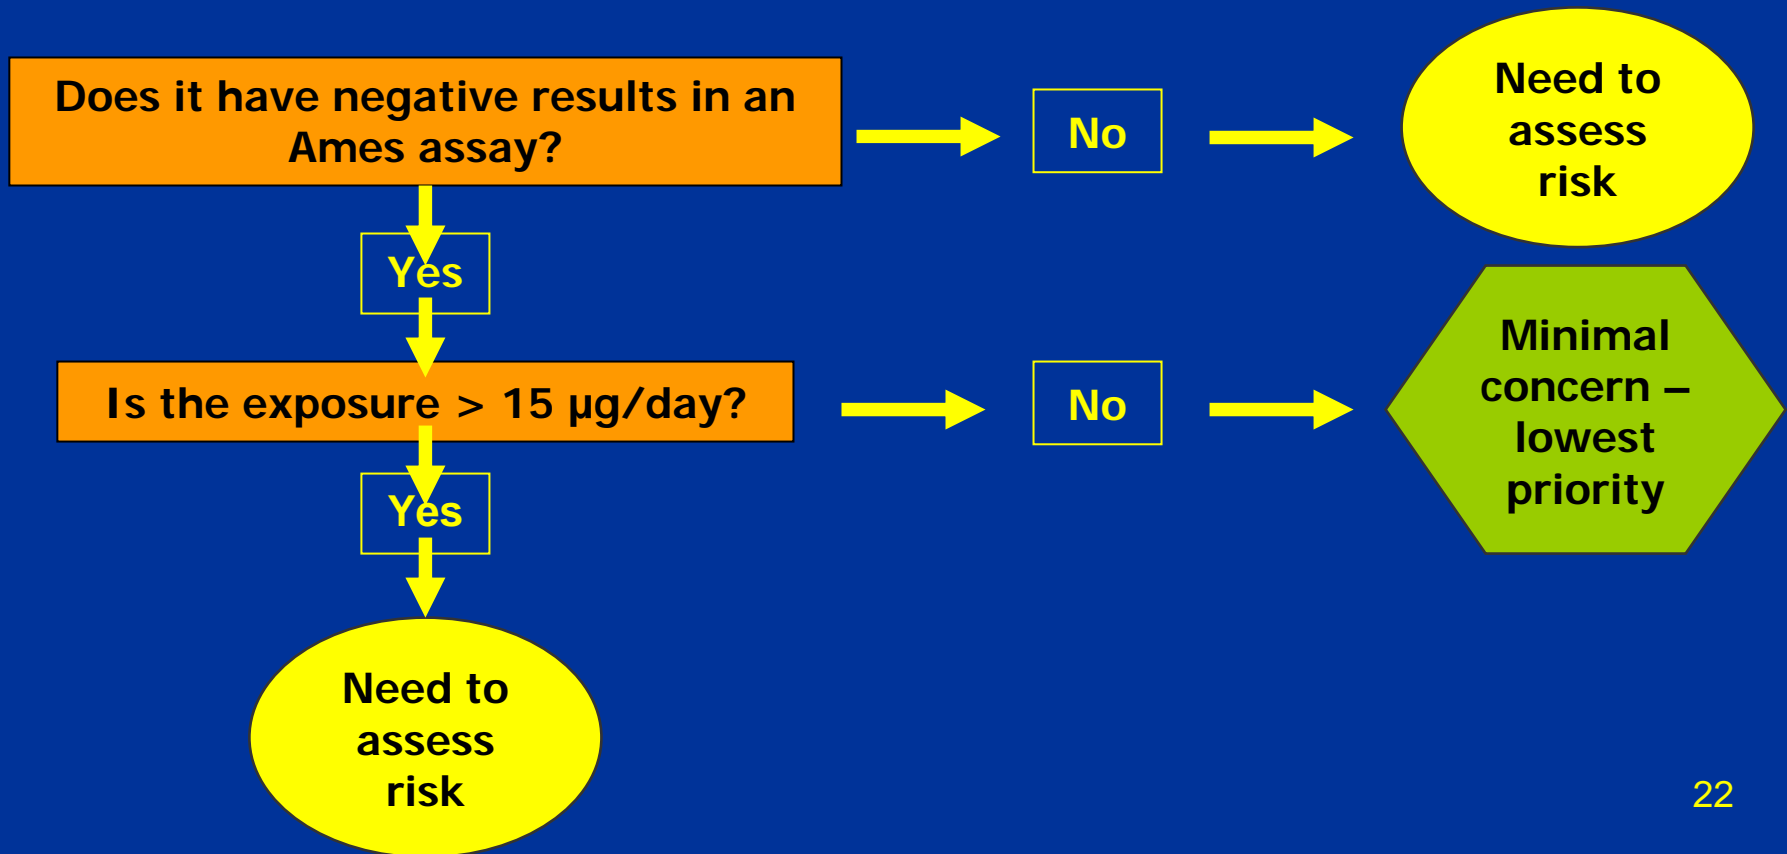 Does it have negative results in an
Ames assay?
No
Need to
assess
risk
Yes
Is the exposure > 15 µg/day?
No
Minimal
concern –
lowest
priority
Yes
Need to
assess
risk
22